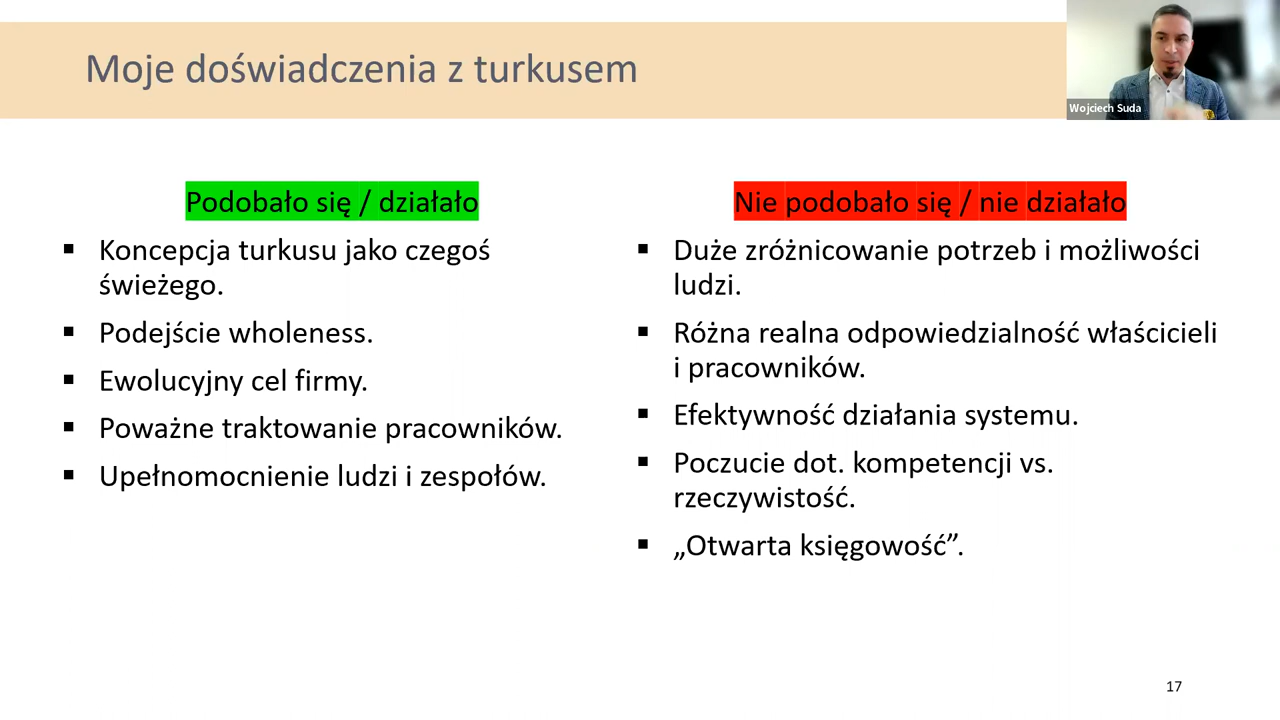 Moje doświadczenia z turkusem
Wojciech Suda
Podobało się / działało
▪ Koncepcja turkusu jako czegoś
świeżego.
▪ Podejście wholeness.
▪ Ewolucyjny cel firmy.
▪ Poważne traktowanie pracowników.
▪ Upełnomocnienie ludzi i zespołów.
Nie podobało się / nie działało
▪ Duże zróżnicowanie potrzeb i możliwości
ludzi.
▪ Różna realna odpowiedzialność właścicieli
i pracowników.
▪ Efektywność działania systemu.
▪ Poczucie dot. kompetencji vs.
rzeczywistość.
▪ „Otwarta księgowość”.
17